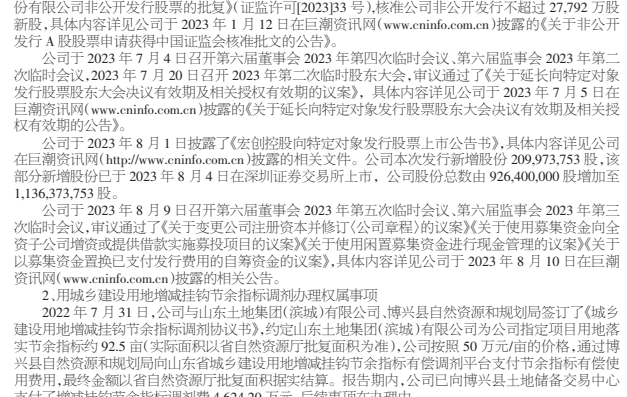 份有限公司非公开发行股票的批复》(证监许可[2023]33 号),核准公司非公开发行不超过 27,792 万股
新股,具体内容详见公司于 2023 年 1 月 12 日在巨潮资讯网(www.cninfo.com.cn)披露的《关于非公开
发行 A 股股票申请获得中国证监会核准批文的公告》。
公司于 2023 年 7 月 4 日召开第六届董事会 2023 年第四次临时会议、第六届监事会 2023 年第二
次临时会议,2023 年 7 月 20 日召开 2023 年第二次临时股东大会,审议通过了《关于延长向特定对象
发行股票股东大会决议有效期及相关授权有效期的议案》, 具体内容详见公司于 2023 年 7 月 5 日在
巨潮资讯网(www.cninfo.com.cn)披露的《关于延长向特定对象发行股票股东大会决议有效期及相关授
权有效期的公告》。
公司于 2023 年 8 月 1 日披露了《宏创控股向特定对象发行股票上市公告书》,具体内容详见公司
在巨潮资讯网(http://www.cninfo.com.cn)披露的相关文件。公司本次发行新增股份 209,973,753 股,该
部分新增股份已于 2023 年 8 月 4 日在深圳证券交易所上市, 公司股份总数由 926,400,000 股增加至
1,136,373,753 股。
公司于 2023 年 8 月 9 日召开第六届董事会 2023 年第五次临时会议、第六届监事会 2023 年第三
次临时会议,审议通过了《关于变更公司注册资本并修订〈公司章程〉的议案》《关于使用募集资金向全
资子公司增资或提供借款实施募投项目的议案》《关于使用闲置募集资金进行现金管理的议案》《关于
以募集资金置换已支付发行费用的自筹资金的议案》,具体内容详见公司于 2023 年 8 月 10 日在巨潮
资讯网(www.cninfo.com.cn)披露的相关公告。
2、用城乡建设用地增减挂钩节余指标调剂办理权属事项
2022 年 7 月 31 日,公司与山东土地集团(滨城)有限公司、博兴县自然资源和规划局签订了《城乡
建设用地增减挂钩节余指标调剂协议书》,约定山东土地集团(滨城)有限公司为公司指定项目用地落
实节余指标约 92.5 亩(实际面积以省自然资源厅批复面积为准),公司按照 50 万元/亩的价格,通过博
兴县自然资源和规划局向山东省城乡建设用地增减挂钩节余指标有偿调剂平台支付节余指标有偿使
用费用,最终金额以省自然资源厅批复面积据实结算。报告期内,公司已向博兴县土地储备交易中心
支付了增减挂钩节余指标调剂费 4,624.20 万元,后续事项在办理中。